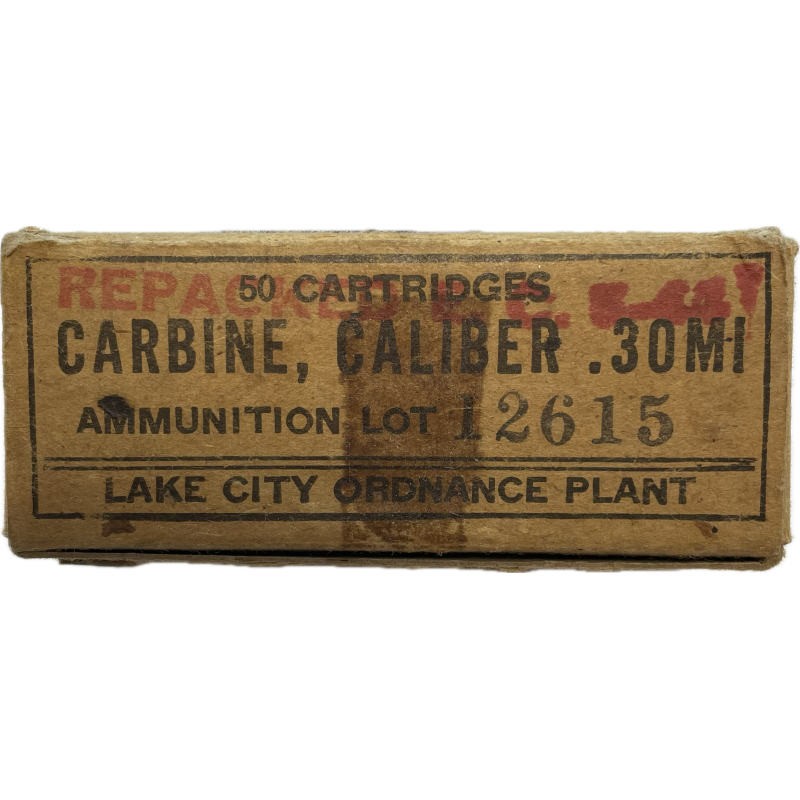 REPACKED
50 CARTRIDGES
CARBINE, CALIBER .30M1
AMMUNITION LOT 12615
LAKE CITY ORDNANCE PLANT